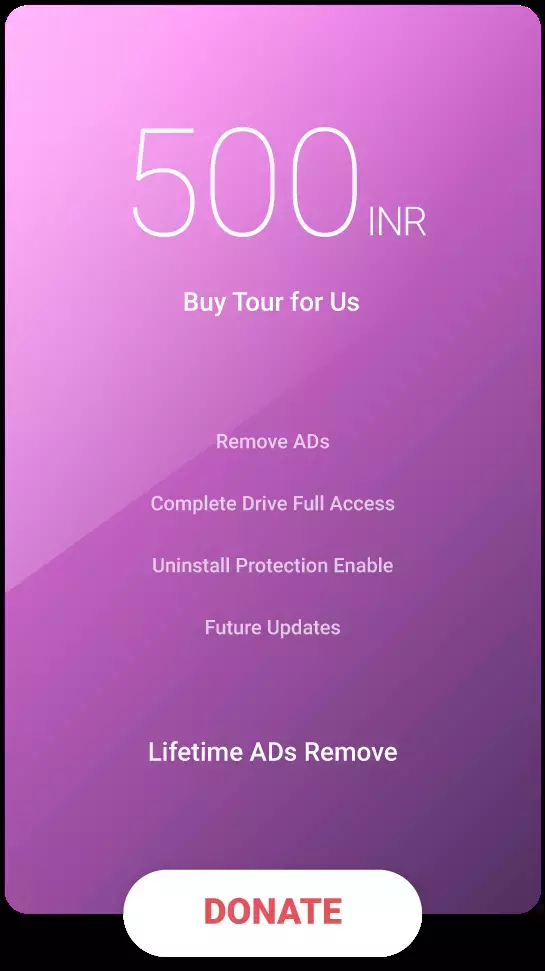 500 INR
Buy Tour for Us
Remove ADs
Complete Drive Full Access
Uninstall Protection Enable
Future Updates
Lifetime ADs Remove
DONATE